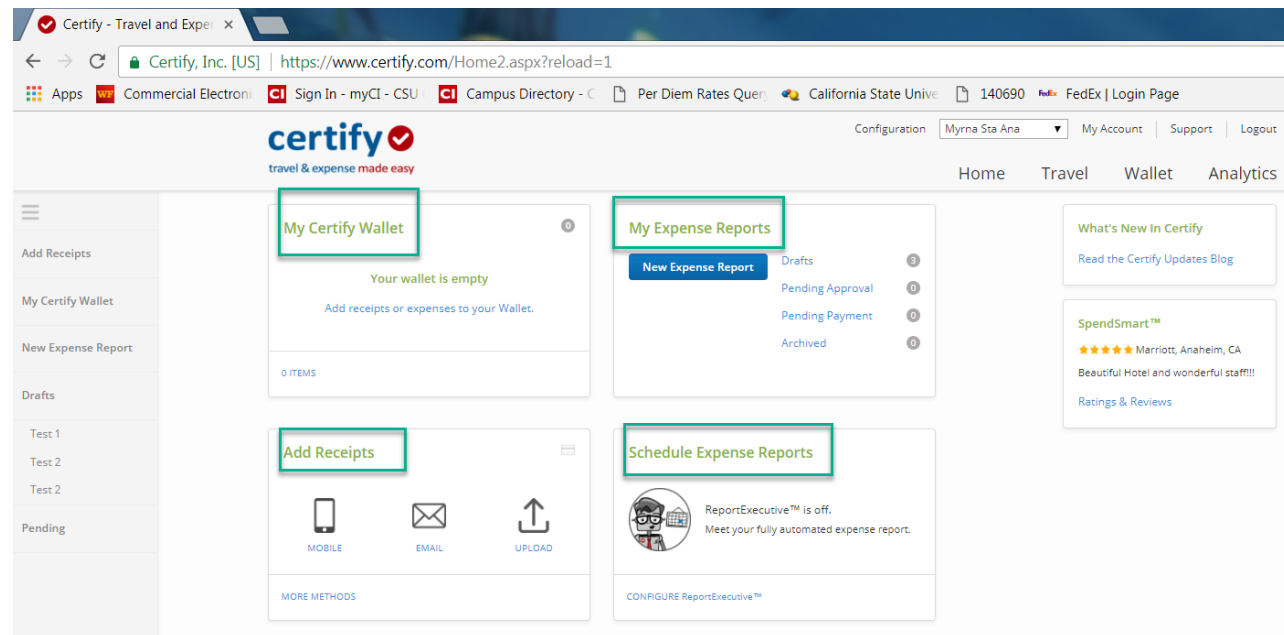 Certify - Travel and Expe
Certify, Inc. [US] | https://www.certify.com/Home2.aspx?reload=1
Apps WF Commercial Electroni CI Sign In - myCI - CSU CI Campus Directory - C Per Diem Rates Query California State Unive 140690 FedEx FedEx | Login Page
certify
travel & expense made easy
Configuration Myrna Sta Ana My Account Support Logout
Home Travel Wallet Analytics
Add Receipts
My Certify Wallet
New Expense Report
Drafts
Test 1
Test 2
Test 2
Pending
My Certify Wallet 0
Your wallet is empty
Add receipts or expenses to your Wallet.
0 ITEMS
My Expense Reports
New Expense Report
Drafts 3
Pending Approval 0
Pending Payment 0
Archived 0
What's New In Certify
Read the Certify Updates Blog
SpendSmart™
Marriott, Anaheim, CA
Beautiful Hotel and wonderful staff!!!
Ratings & Reviews
Add Receipts
MOBILE EMAIL UPLOAD
MORE METHODS
Schedule Expense Reports
ReportExecutive™ is off.
Meet your fully automated expense report.
CONFIGURE ReportExecutive™